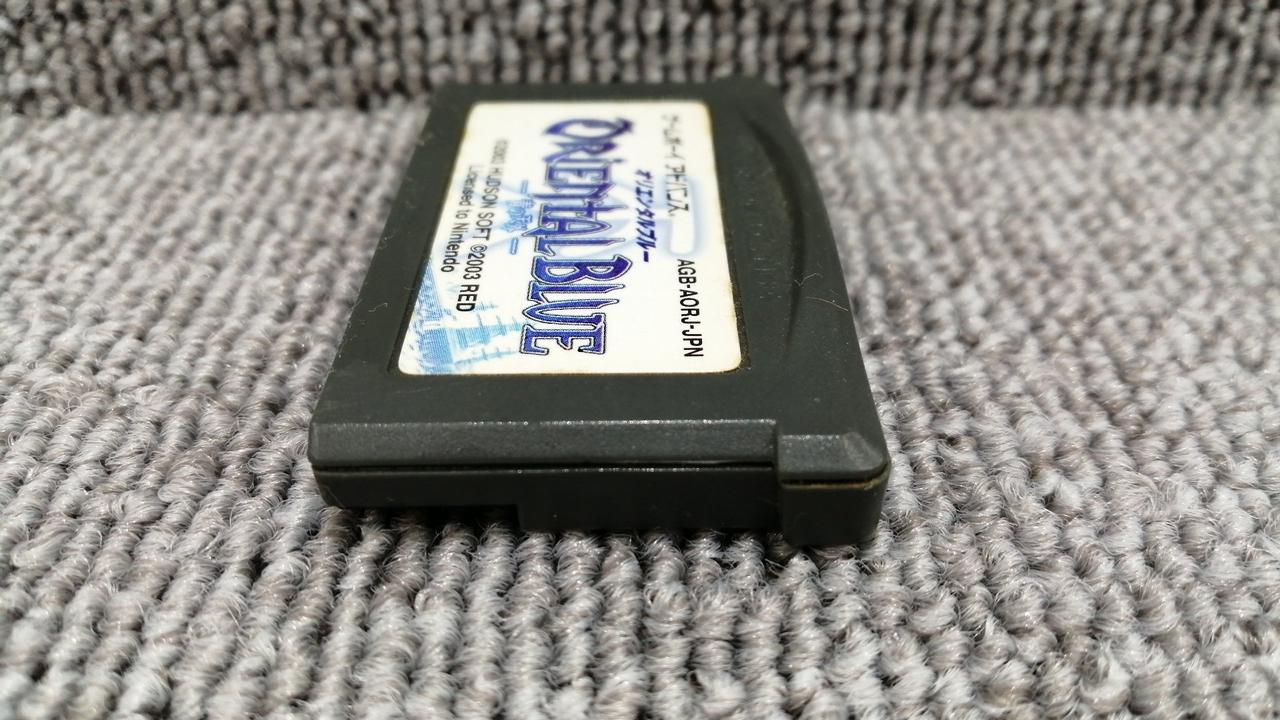 ゲームボーイ アドバンス
AGB-AORJ-JPN
オリエンタルブルー
ORIENTAL BLUE
©2003 HUDSON SOFT ©2003 RED
Licensed to Nintendo